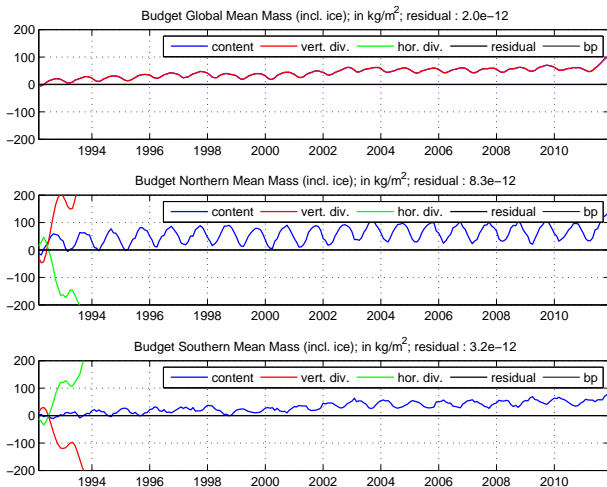 Budget Global Mean Mass (incl. ice); in kg/m²; residual : 2.0e−12
200
content vert. div. hor. div. residual bp
100
0
−100
−200
1994 1996 1998 2000 2002 2004 2006 2008 2010
Budget Northern Mean Mass (incl. ice); in kg/m²; residual : 8.3e−12
200
content vert. div. hor. div. residual bp
100
0
−100
−200
1994 1996 1998 2000 2002 2004 2006 2008 2010
Budget Southern Mean Mass (incl. ice); in kg/m²; residual : 3.2e−12
200
content vert. div. hor. div. residual bp
100
0
−100
−200
1994 1996 1998 2000 2002 2004 2006 2008 2010